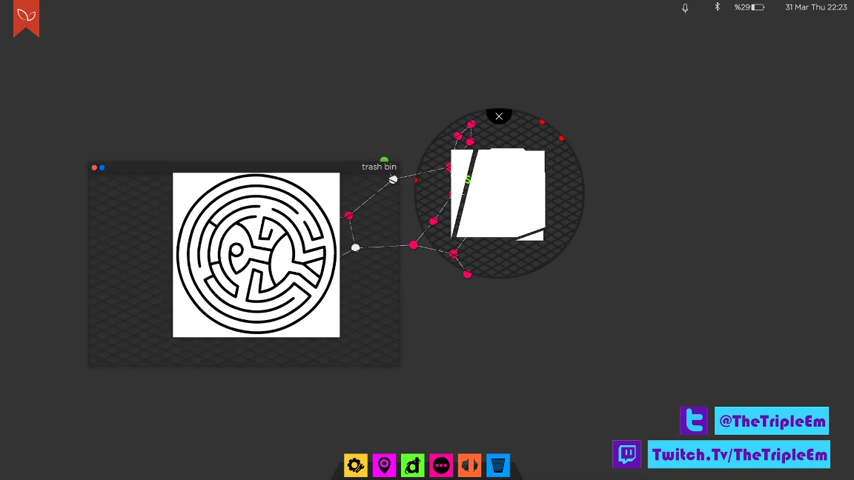 %29
31 Mar Thu 22:23
trash bin
S
@TheTripleEm
Twitch.Tv/TheTripleEm